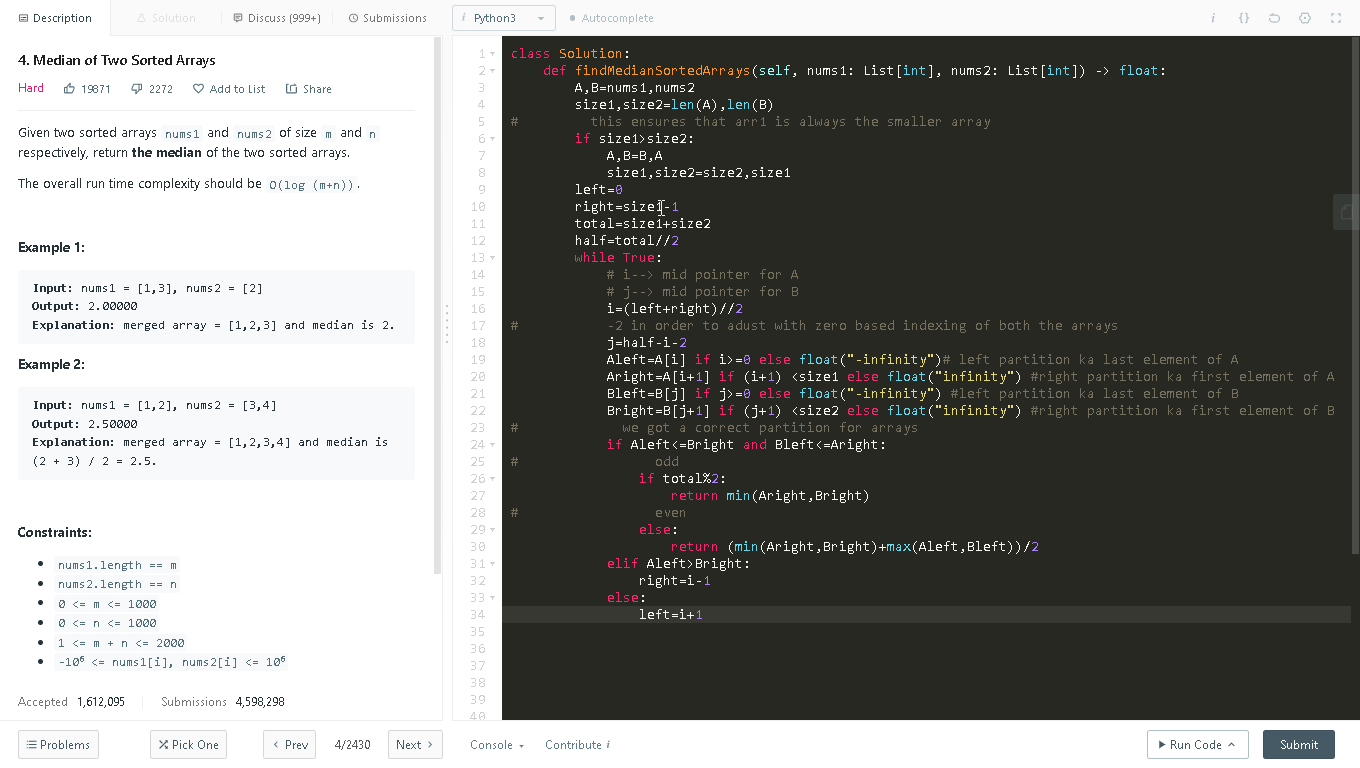 Description
Solution
Discuss (999+)
Submissions
i Python3
Autocomplete
i {}
4. Median of Two Sorted Arrays
Hard 19871 2272 Add to List Share
Given two sorted arrays nums1 and nums2 of size m and n
respectively, return the median of the two sorted arrays.
The overall run time complexity should be O(log (m+n)).
Example 1:
Input: nums1 = [1,3], nums2 = [2]
Output: 2.00000
Explanation: merged array = [1,2,3] and median is 2.
Example 2:
Input: nums1 = [1,2], nums2 = [3,4]
Output: 2.50000
Explanation: merged array = [1,2,3,4] and median is
(2 + 3) / 2 = 2.5.
Constraints:
nums1.length == m
nums2.length == n
0 <= m <= 1000
0 <= n <= 1000
1 <= m + n <= 2000
-10⁶ <= nums1[i], nums2[i] <= 10⁶
Accepted 1,612,095 Submissions 4,598,298
1 class Solution:
2 def findMedianSortedArrays(self, nums1: List[int], nums2: List[int]) -> float:
3 A,B=nums1,nums2
4 size1,size2=len(A),len(B)
5 # this ensures that arr1 is always the smaller array
6 if size1>size2:
7 A,B=B,A
8 size1,size2=size2,size1
9 left=0
10 right=size1-1
11 total=size1+size2
12 half=total//2
13 while True:
14 # i--> mid pointer for A
15 # j--> mid pointer for B
16 i=(left+right)//2
17 # -2 in order to adust with zero based indexing of both the arrays
18 j=half-i-2
19 Aleft=A[i] if i>=0 else float("-infinity")# left partition ka last element of A
20 Aright=A[i+1] if (i+1) <size1 else float("infinity") #right partition ka first element of A
21 Bleft=B[j] if j>=0 else float("-infinity") #left partition ka last element of B
22 Bright=B[j+1] if (j+1) <size2 else float("infinity") #right partition ka first element of B
23 # we got a correct partition for arrays
24 if Aleft<=Bright and Bleft<=Aright:
25 # odd
26 if total%2:
27 return min(Aright,Bright)
28 # even
29 else:
30 return (min(Aright,Bright)+max(Aleft,Bleft))/2
31 elif Aleft>Bright:
32 right=i-1
33 else:
34 left=i+1
35
36
37
38
39
40
Problems Pick One Prev 4/2430 Next Console Contribute i Run Code Submit